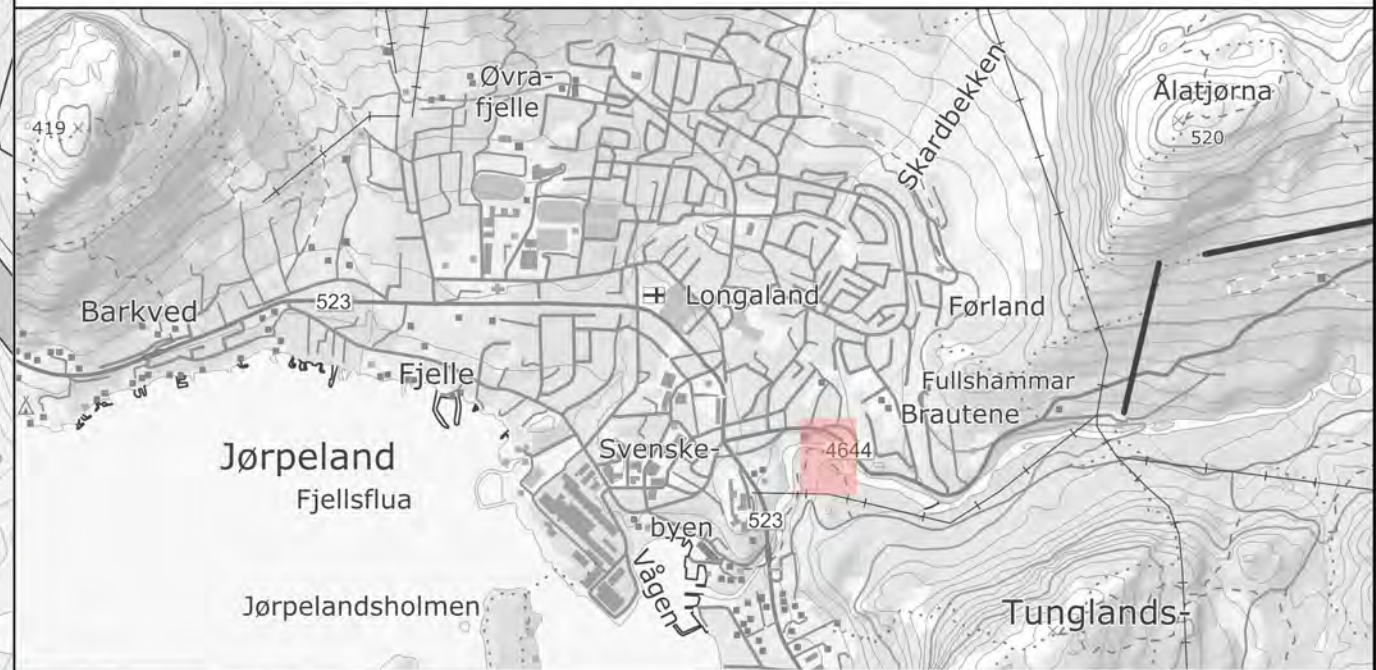 Øvra-
fjelle
Skardbekken
Ålatjørna
520
419
Barkved
523
Longaland
Førland
Fjelle
Fullshammar
Brautene
Jørpeland
Fjellsflua
Svenske-
byen
4644
523
Vågen
Jørpelandsholmen
Tunglands-